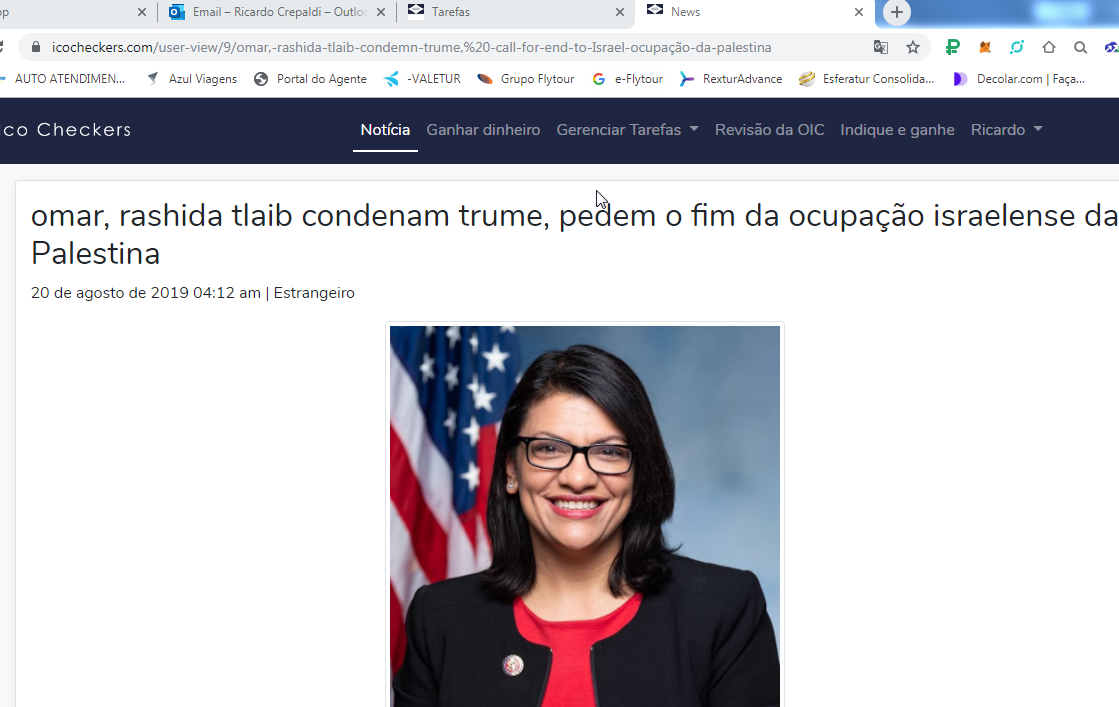 Email – Ricardo Crepaldi – Outlo
Tarefas
News
icocheckers.com/user-view/9/omar,-rashida-tlaib-condemn-trume,%20-call-for-end-to-Israel-ocupação-da-palestina
AUTO ATENDIMEN...
Azul Viagens
Portal do Agente
-VALETUR
Grupo Flytour
e-Flytour
RexturAdvance
Esferatur Consolida...
Decolar.com | Faça...
co Checkers
Notícia
Ganhar dinheiro
Gerenciar Tarefas
Revisão da OIC
Indique e ganhe
Ricardo
omar, rashida tlaib condenam trume, pedem o fim da ocupação israelense da
Palestina
20 de agosto de 2019 04:12 am | Estrangeiro